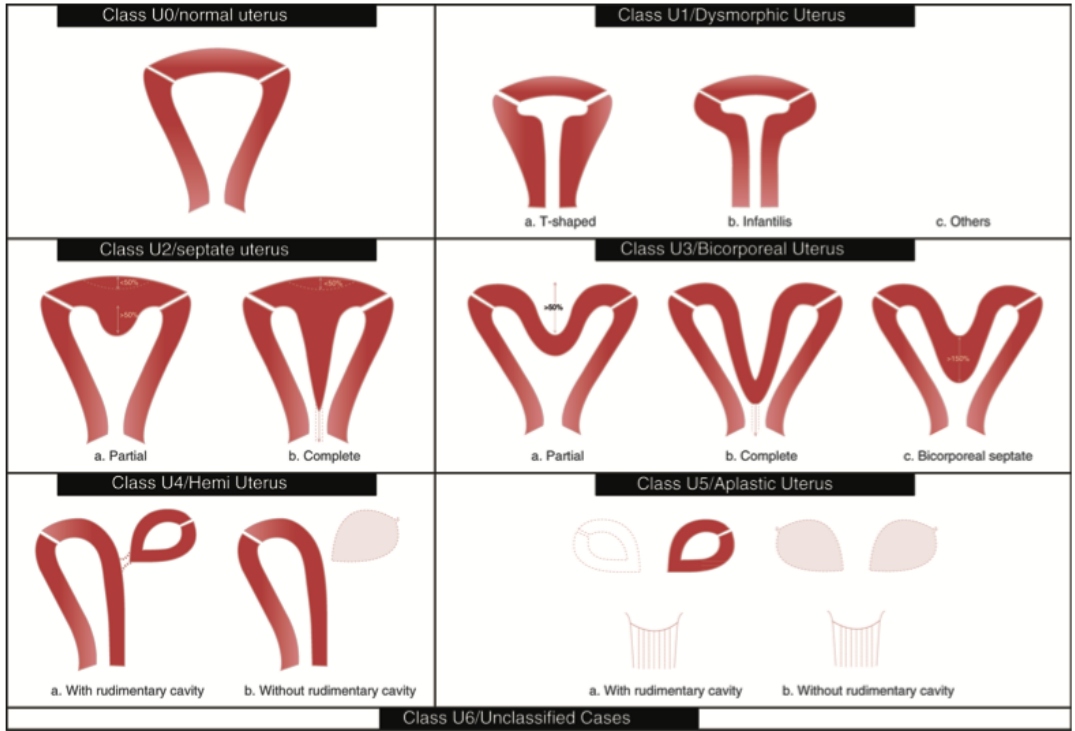 Class U0/normal uterus
Class U1/Dysmorphic Uterus
a. T-shaped
b. Infantilis
c. Others
Class U2/septate uterus
<50%
>50%
<50%
a. Partial
b. Complete
Class U3/Bicorporeal Uterus
>50%
>150%
a. Partial
b. Complete
c. Bicorporeal septate
Class U4/Hemi Uterus
a. With rudimentary cavity
b. Without rudimentary cavity
Class U5/Aplastic Uterus
a. With rudimentary cavity
b. Without rudimentary cavity
Class U6/Unclassified Cases